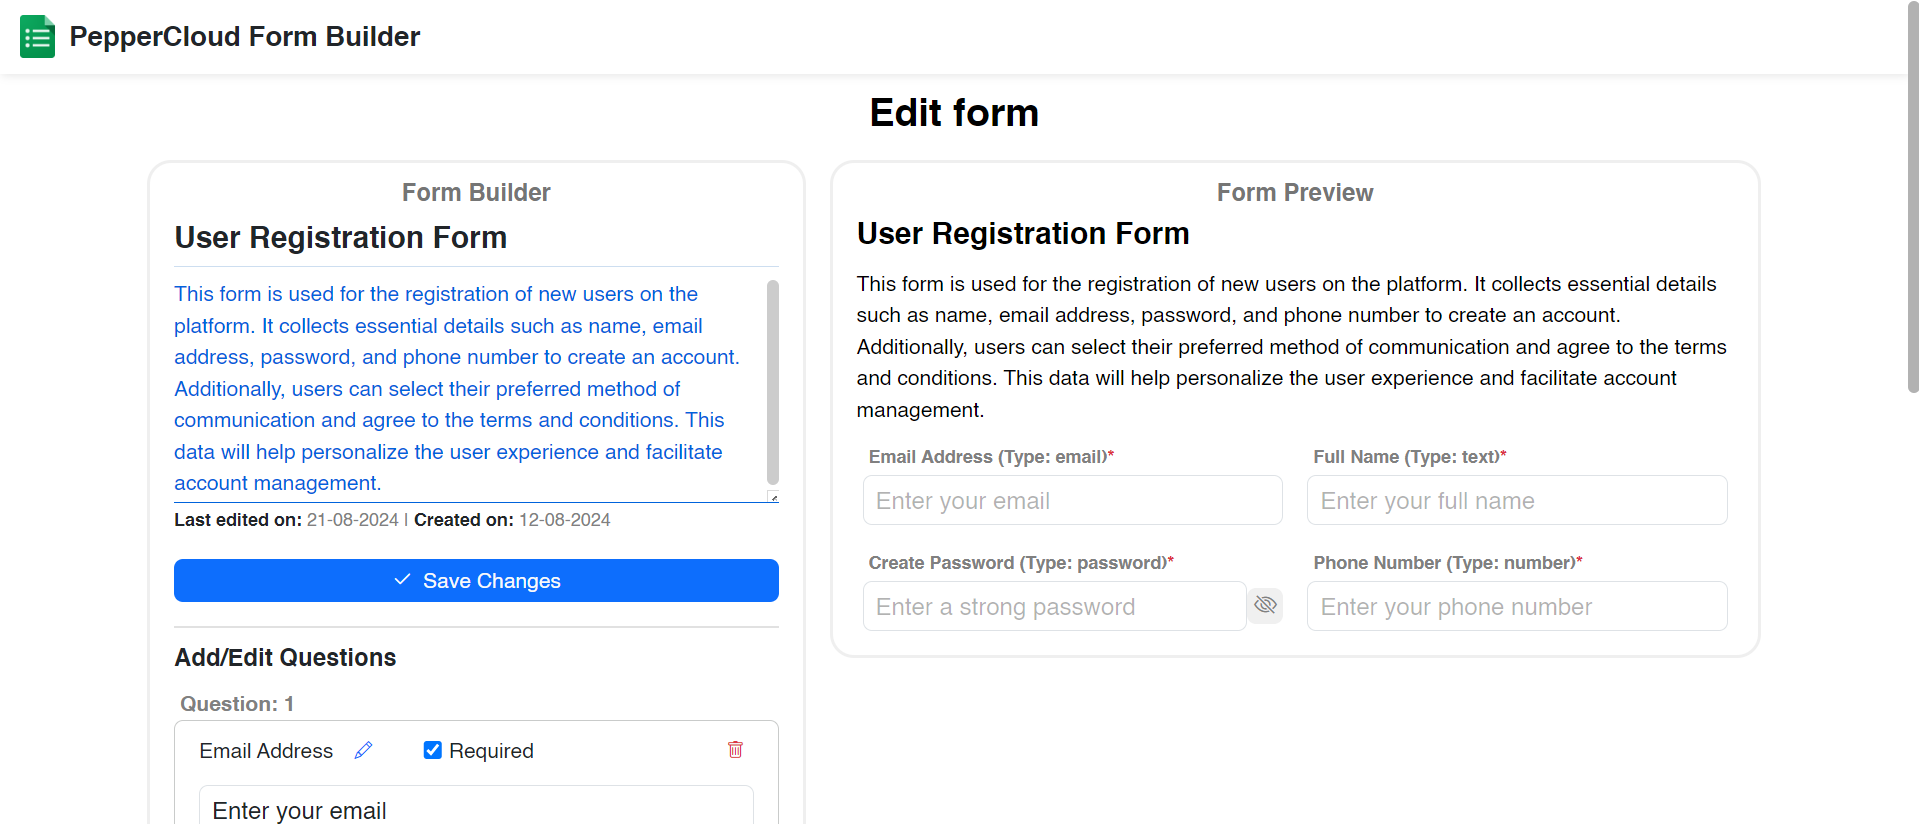 PepperCloud Form Builder
Edit form
Form Builder
User Registration Form
This form is used for the registration of new users on the
platform. It collects essential details such as name, email
address, password, and phone number to create an account.
Additionally, users can select their preferred method of
communication and agree to the terms and conditions. This
data will help personalize the user experience and facilitate
account management.
Last edited on: 21-08-2024 | Created on: 12-08-2024
Save Changes
Add/Edit Questions
Question: 1
Email Address Required
Enter your email
Form Preview
User Registration Form
This form is used for the registration of new users on the platform. It collects essential details
such as name, email address, password, and phone number to create an account.
Additionally, users can select their preferred method of communication and agree to the terms
and conditions. This data will help personalize the user experience and facilitate account
management.
Email Address (Type: email)* Full Name (Type: text)*
Enter your email Enter your full name
Create Password (Type: password)* Phone Number (Type: number)*
Enter a strong password Enter your phone number